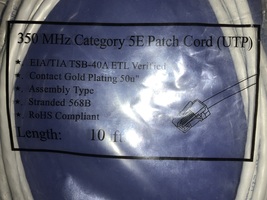 350 MHz Category 5E Patch Cord (UTP)
EIA/TIA/TSB-40A ETL Verified
Contact Gold Plating 50u"
Assembly Type
Stranded 568B
RoHS Compliant
Length: 10 ft